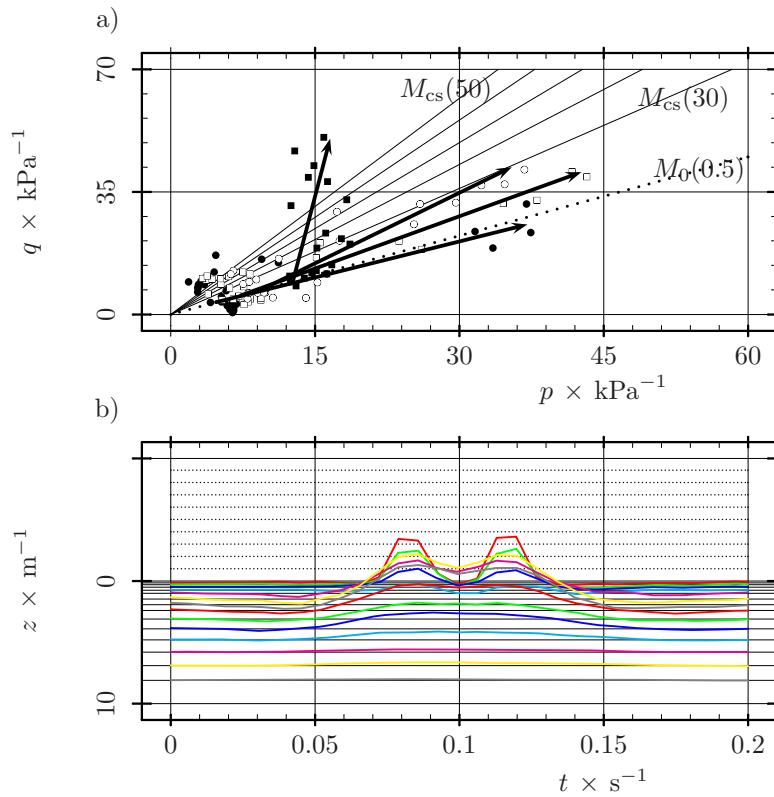 a)
70
M_cs(50)
M_cs(30)
q × kPa⁻¹
35
M_0(0.5)
0
0 15 30 45 60
p × kPa⁻¹
b)
z × m⁻¹
0
10
0 0.05 0.1 0.15 0.2
t × s⁻¹